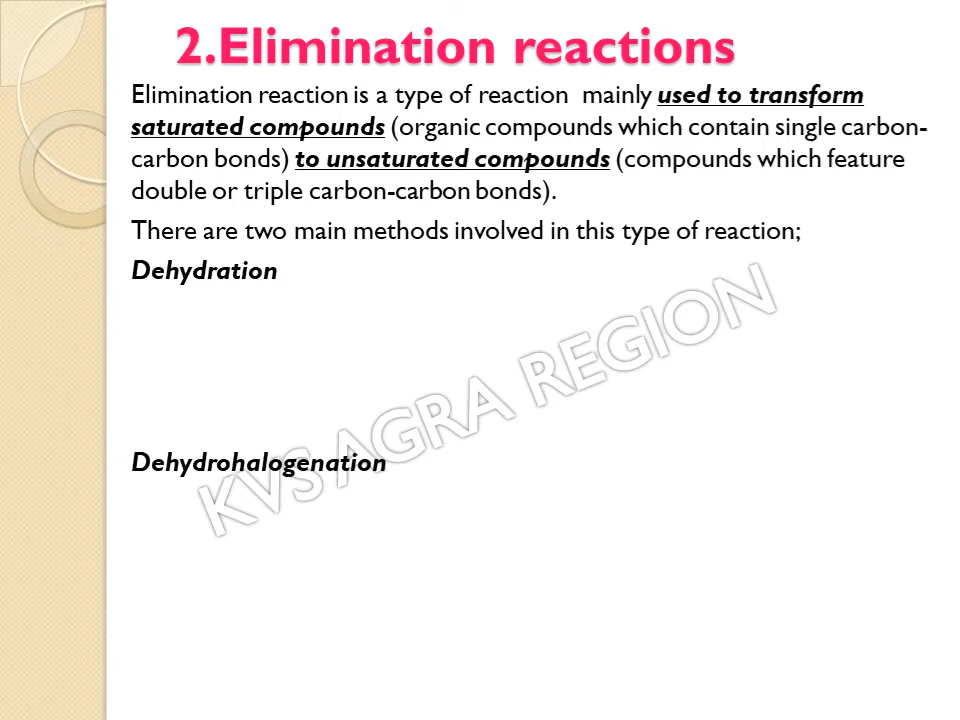 2.Elimination reactions
Elimination reaction is a type of reaction  mainly used to transform
saturated compounds (organic compounds which contain single carbon-
carbon bonds) to unsaturated compounds (compounds which feature
double or triple carbon-carbon bonds).
There are two main methods involved in this type of reaction;
Dehydration
KVS AGRA REGION
Dehydrohalogenation